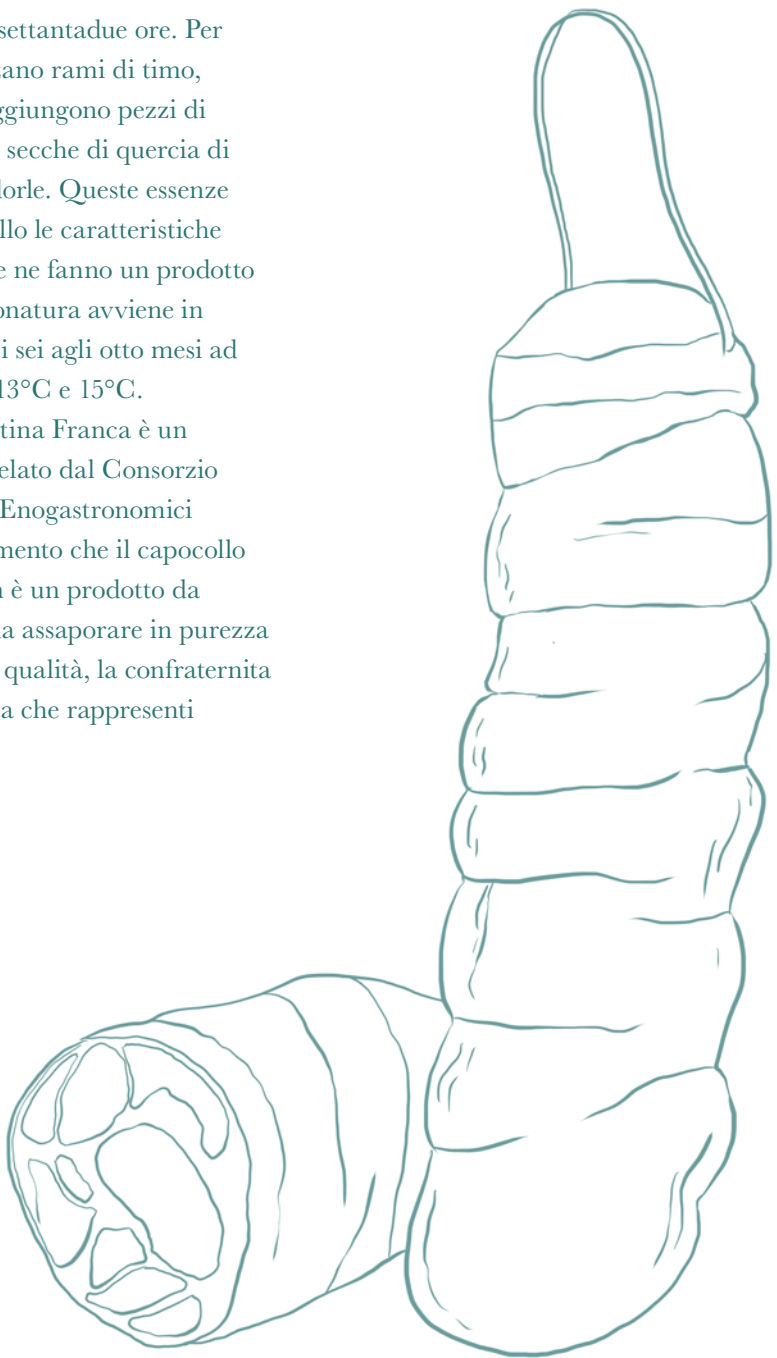 settantadue ore. Per
ano rami di timo,
ggiungono pezzi di
secche di quercia di
lorle. Queste essenze
llo le caratteristiche
e ne fanno un prodotto
onatura avviene in
i sei agli otto mesi ad
13°C e 15°C.
tina Franca è un
elato dal Consorzio
Enogastronomici
mento che il capocollo
è un prodotto da
a assaporare in purezza
qualità, la confraternita
a che rappresenti